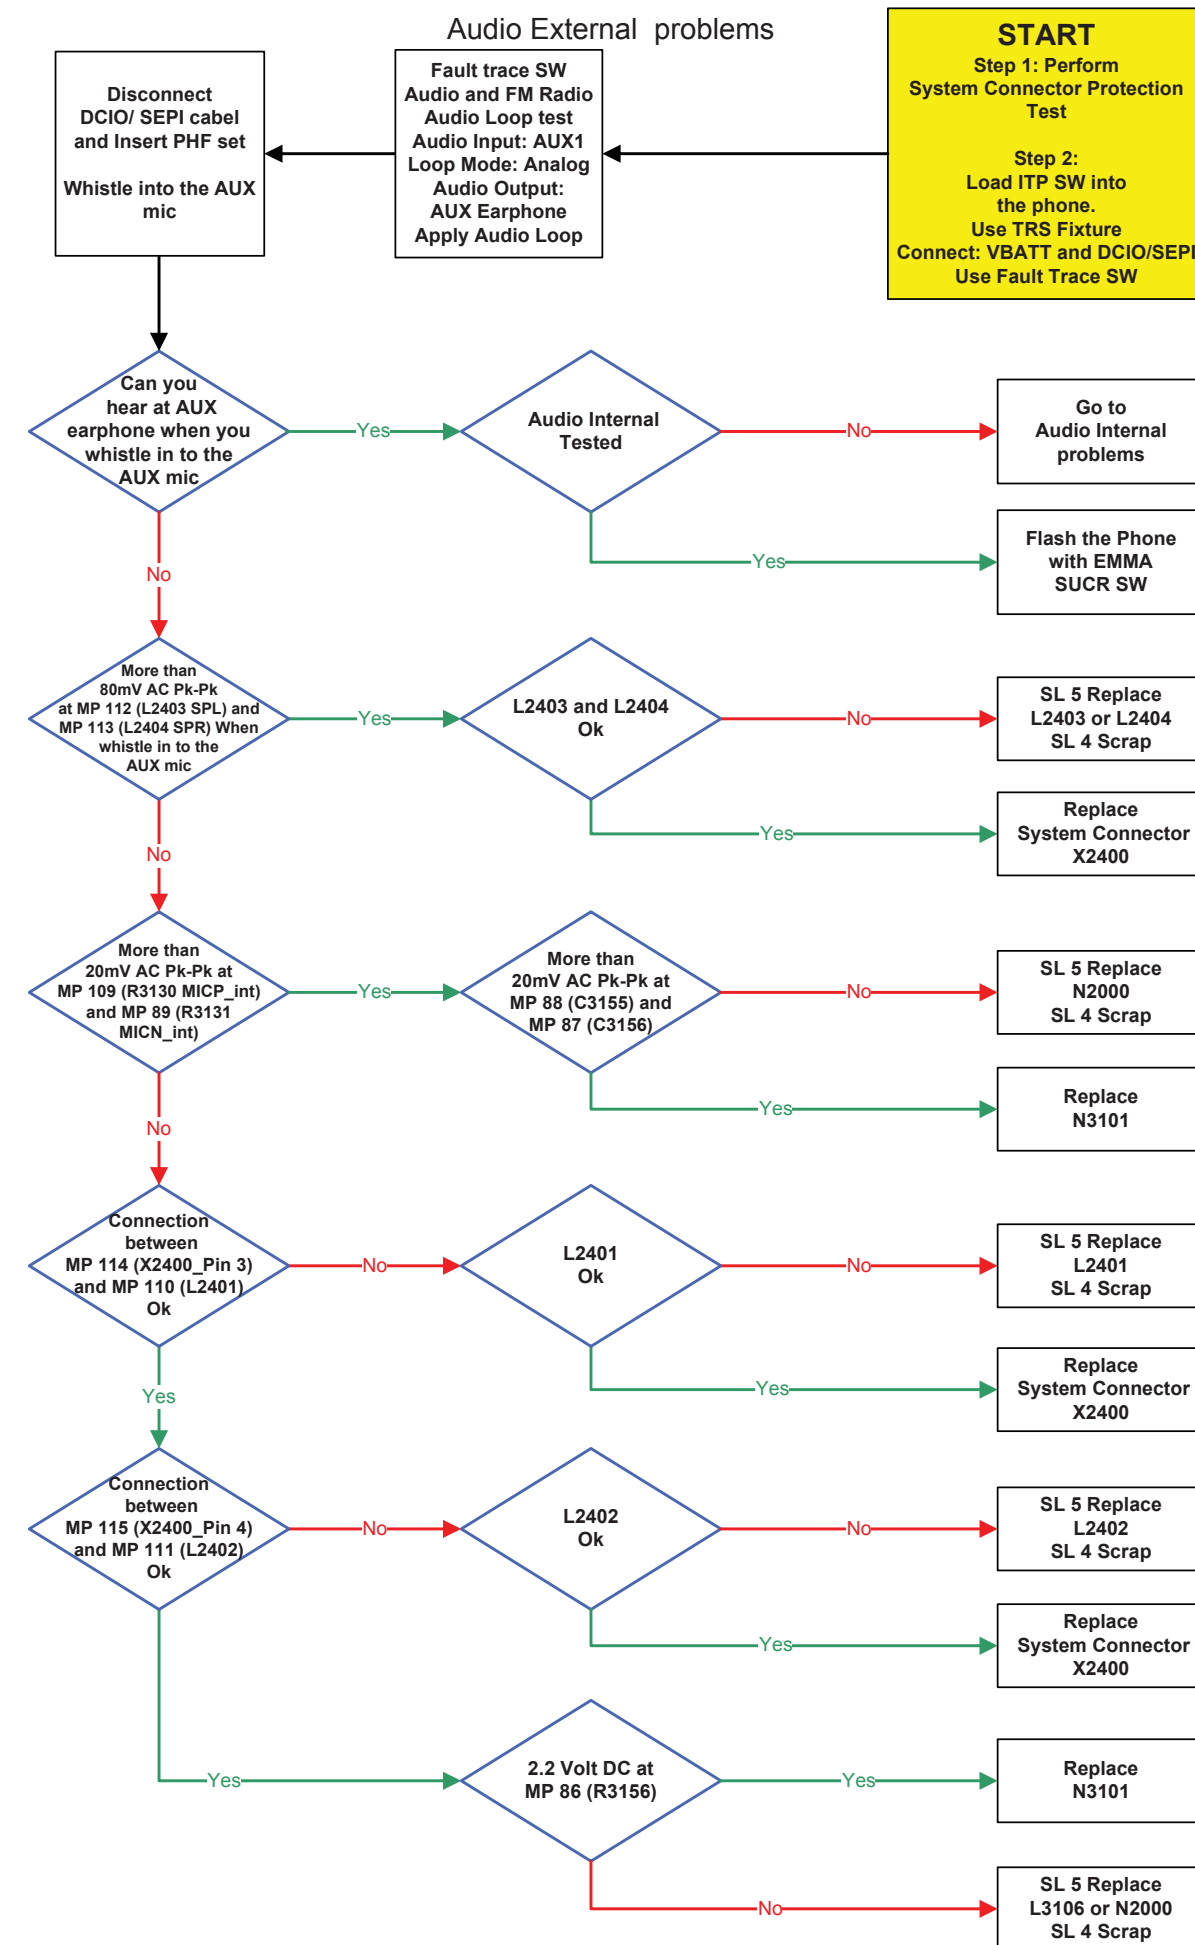 Audio External  problems
START
Step 1: Perform
System Connector Protection
Test
Step 2:
Load ITP SW into
the phone.
Use TRS Fixture
Connect: VBATT and DCIO/SEPI
Use Fault Trace SW
Fault trace SW
Audio and FM Radio
Audio Loop test
Audio Input: AUX1
Loop Mode: Analog
Audio Output:
AUX Earphone
Apply Audio Loop
Disconnect
DCIO/ SEPI cabel
and Insert PHF set
Whistle into the AUX
mic
Can you
hear at AUX
earphone when you
whistle in to the
AUX mic
Yes
Audio Internal
Tested
No
Go to
Audio Internal
problems
Yes
Flash the Phone
with EMMA
SUCR SW
No
More than
80mV AC Pk-Pk
at MP 112 (L2403 SPL) and
MP 113 (L2404 SPR) When
whistle in to the
AUX mic
Yes
L2403 and L2404
Ok
No
SL 5 Replace
L2403 or L2404
SL 4 Scrap
Yes
Replace
System Connector
X2400
No
More than
20mV AC Pk-Pk at
MP 109 (R3130 MICP_int)
and MP 89 (R3131
MICN_int)
Yes
More than
20mV AC Pk-Pk at
MP 88 (C3155) and
MP 87 (C3156)
No
SL 5 Replace
N2000
SL 4 Scrap
Yes
Replace
N3101
No
Connection
between
MP 114 (X2400_Pin 3)
and MP 110 (L2401)
Ok
No
L2401
Ok
No
SL 5 Replace
L2401
SL 4 Scrap
Yes
Replace
System Connector
X2400
Yes
Connection
between
MP 115 (X2400_Pin 4)
and MP 111 (L2402)
Ok
No
L2402
Ok
No
SL 5 Replace
L2402
SL 4 Scrap
Yes
Replace
System Connector
X2400
Yes
2.2 Volt DC at
MP 86 (R3156)
Yes
Replace
N3101
No
SL 5 Replace
L3106 or N2000
SL 4 Scrap